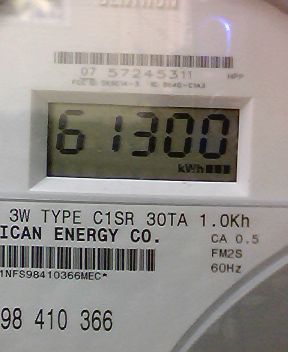 07 57245311 NPP
61300
kWh
3W TYPE C1SR 30TA 1.0Kh
ICAN ENERGY CO. CA 0.5
FM2S
60Hz
1NFS98410366MEC*
98 410 366